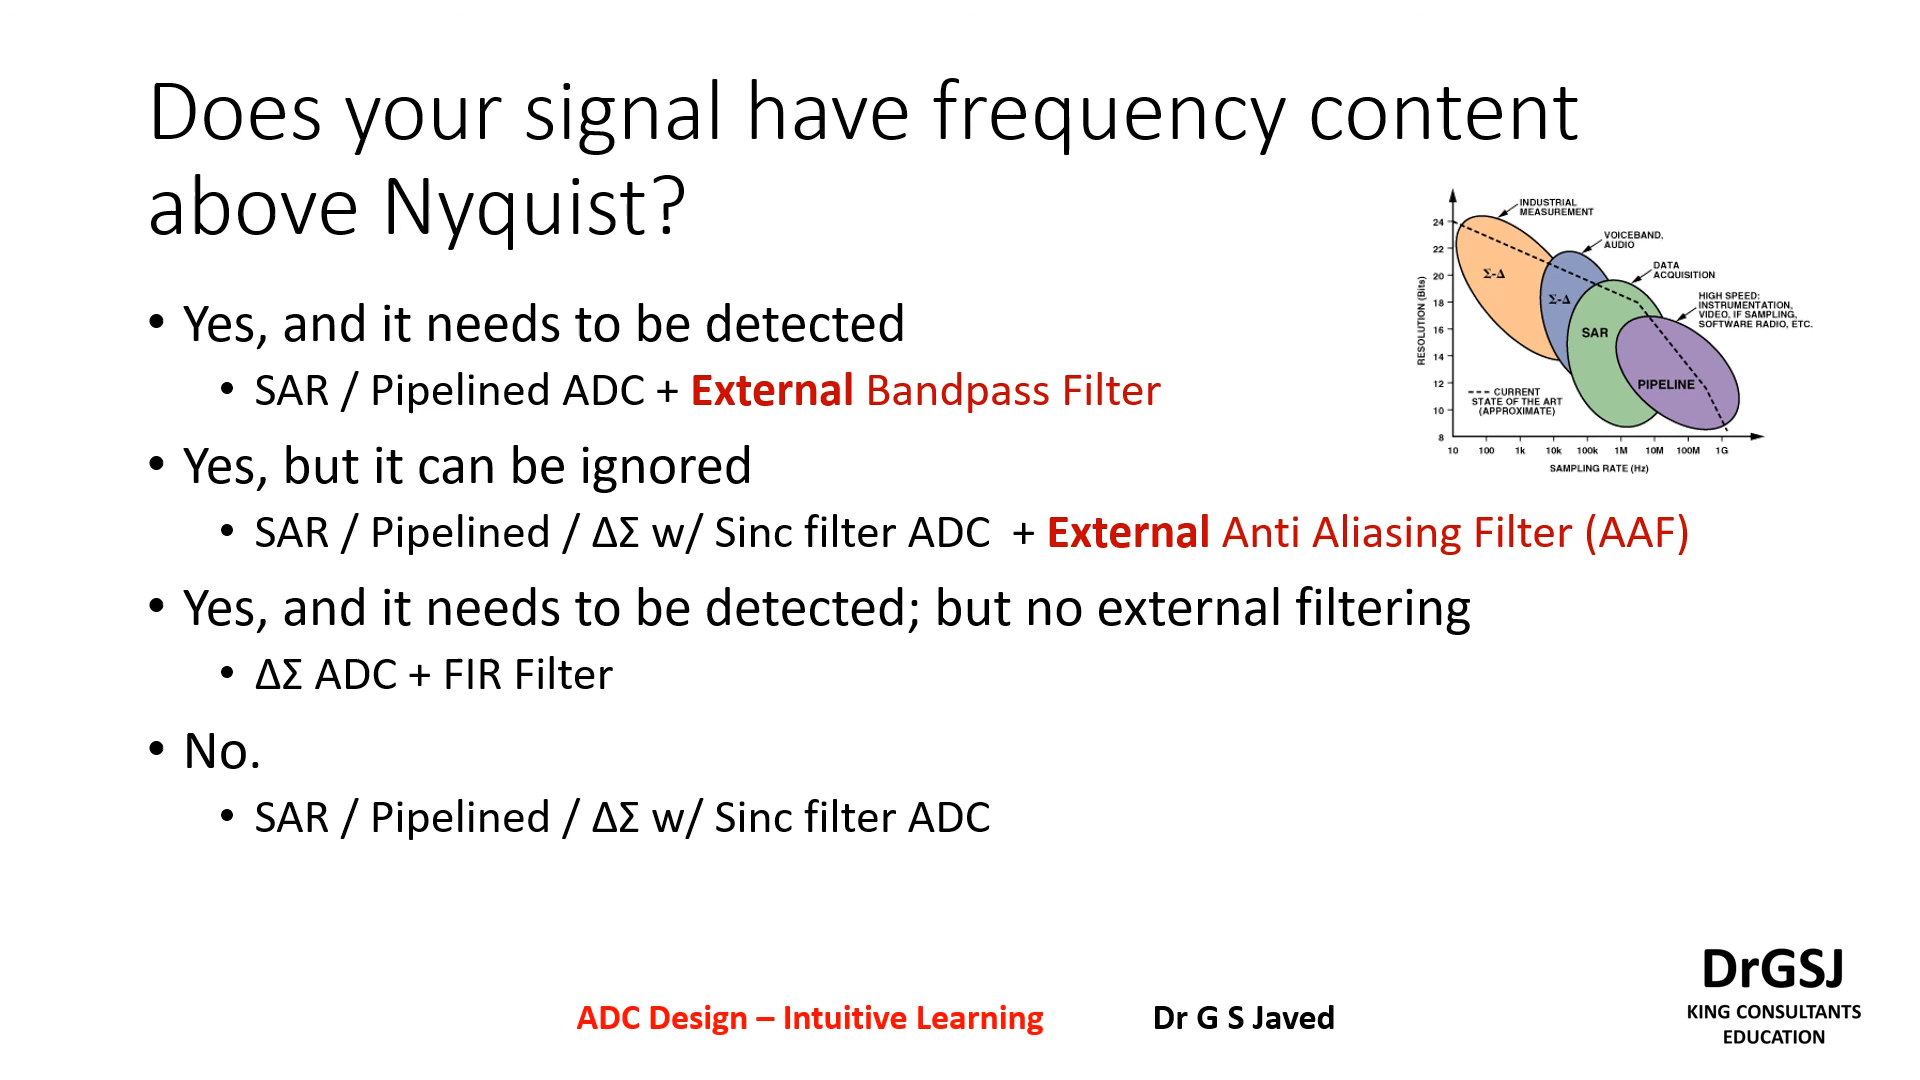 Does your signal have frequency content
above Nyquist?
• Yes, and it needs to be detected
• SAR / Pipelined ADC + External Bandpass Filter
• Yes, but it can be ignored
• SAR / Pipelined / ΔΣ w/ Sinc filter ADC + External Anti Aliasing Filter (AAF)
• Yes, and it needs to be detected; but no external filtering
• ΔΣ ADC + FIR Filter
• No.
• SAR / Pipelined / ΔΣ w/ Sinc filter ADC
INDUSTRIAL
MEASUREMENT
VOICEBAND,
AUDIO
DATA
ACQUISITION
HIGH SPEED:
INSTRUMENTATION,
VIDEO, IF SAMPLING,
SOFTWARE RADIO, ETC.
Σ-Δ
Σ-Δ
SAR
PIPELINE
CURRENT
STATE OF THE ART
(APPROXIMATE)
RESOLUTION (Bits)
24
22
20
18
16
14
12
10
8
10 100 1k 10k 100k 1M 10M 100M 1G
SAMPLING RATE (Hz)
ADC Design – Intuitive Learning Dr G S Javed
DrGSJ
KING CONSULTANTS
EDUCATION